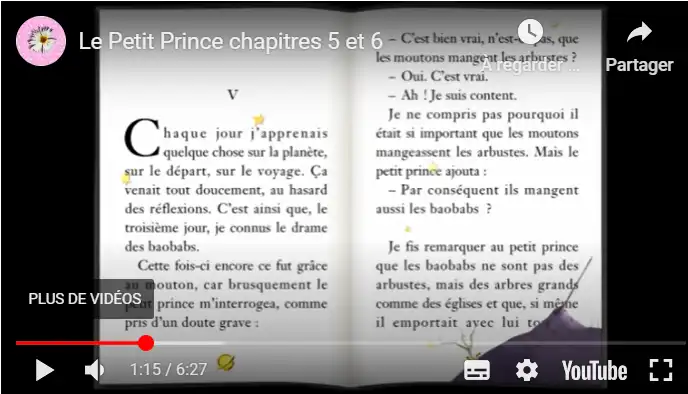 Le Petit Prince chapitres 5 et 6
À regarder ...
Partager
V
Chaque jour j'apprenais
quelque chose sur la planète,
sur le départ, sur le voyage. Ça
venait tout doucement, au hasard
des réflexions. C'est ainsi que, le
troisième jour, je connus le drame
des baobabs.
Cette fois-ci encore ce fut grâce
au mouton, car brusquement le
petit prince m'interrogea, comme
pris d'un doute grave :
– C'est bien vrai, n'est-ce pas, que
les moutons mangent les arbustes ?
– Oui. C'est vrai.
– Ah ! Je suis content.
Je ne compris pas pourquoi il
était si important que les moutons
mangeassent les arbustes. Mais le
petit prince ajouta :
– Par conséquent ils mangent
aussi les baobabs ?
Je fis remarquer au petit prince
que les baobabs ne sont pas des
arbustes, mais des arbres grands
comme des églises et que, si même
il emportait avec lui
PLUS DE VIDÉOS
1:15 / 6:27
YouTube